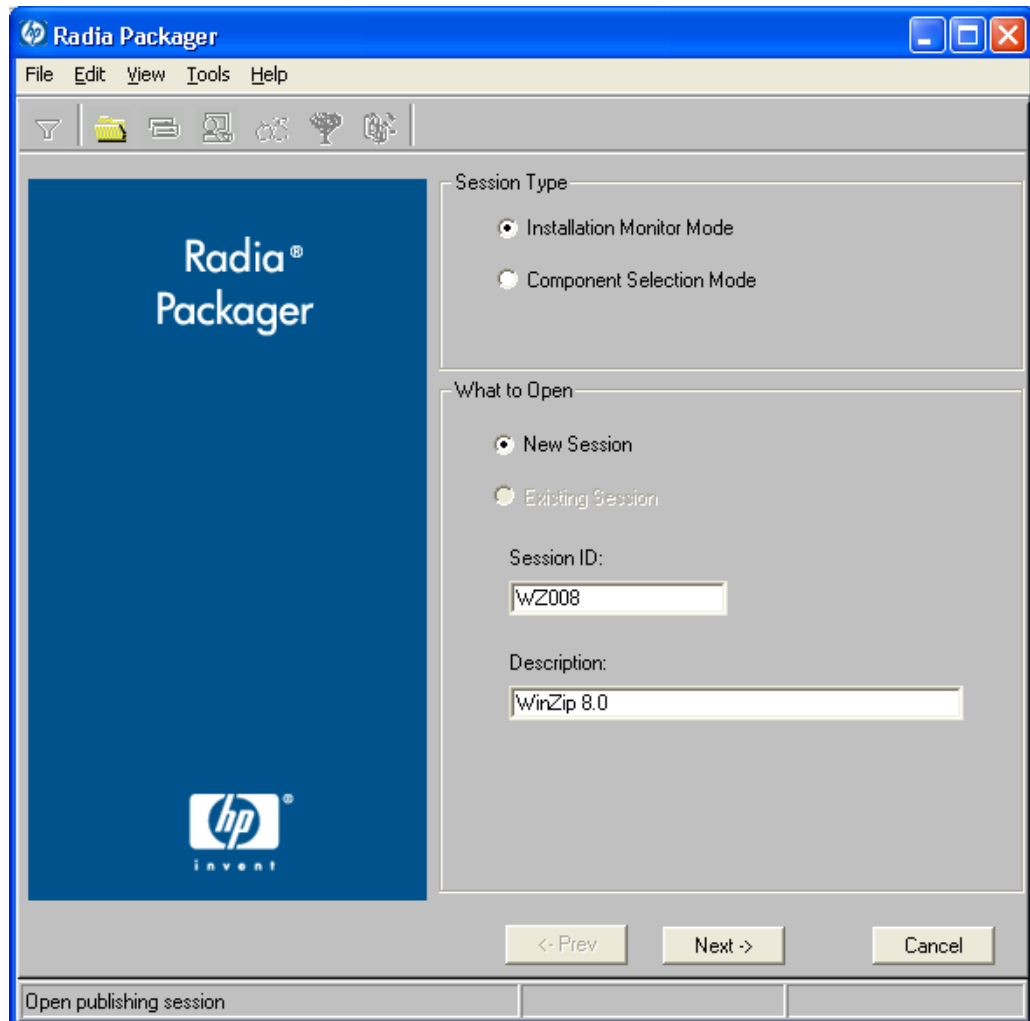 Radia Packager
File Edit View Tools Help
Radia®
Packager
hp®
invent
Session Type
Installation Monitor Mode
Component Selection Mode
What to Open
New Session
Existing Session
Session ID:
WZ008
Description:
WinZip 8.0
<- Prev Next -> Cancel
Open publishing session